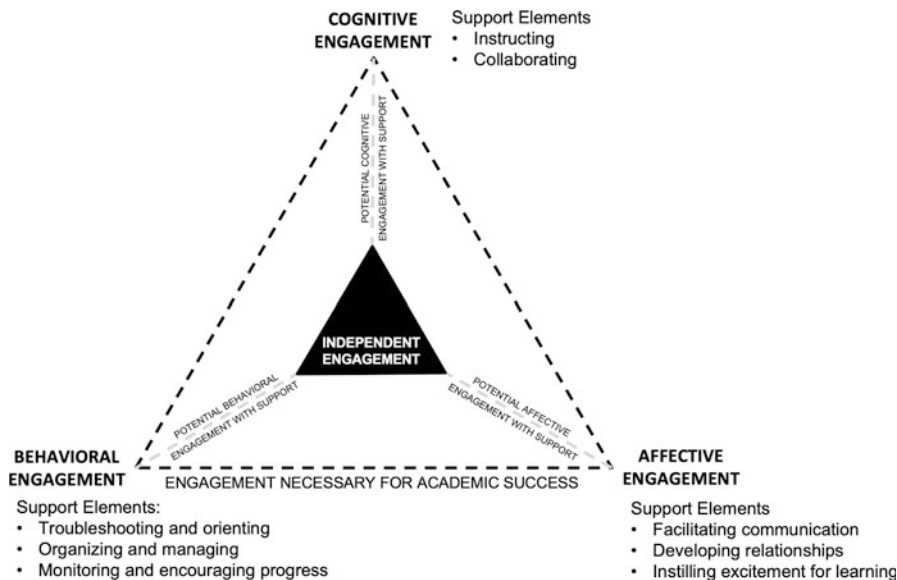 COGNITIVE
ENGAGEMENT
Support Elements
• Instructing
• Collaborating
POTENTIAL COGNITIVE
ENGAGEMENT WITH SUPPORT
INDEPENDENT
ENGAGEMENT
POTENTIAL BEHAVIORAL
ENGAGEMENT WITH SUPPORT
POTENTIAL AFFECTIVE
ENGAGEMENT WITH SUPPORT
BEHAVIORAL
ENGAGEMENT
ENGAGEMENT NECESSARY FOR ACADEMIC SUCCESS
AFFECTIVE
ENGAGEMENT
Support Elements:
• Troubleshooting and orienting
• Organizing and managing
• Monitoring and encouraging progress
Support Elements
• Facilitating communication
• Developing relationships
• Instilling excitement for learning